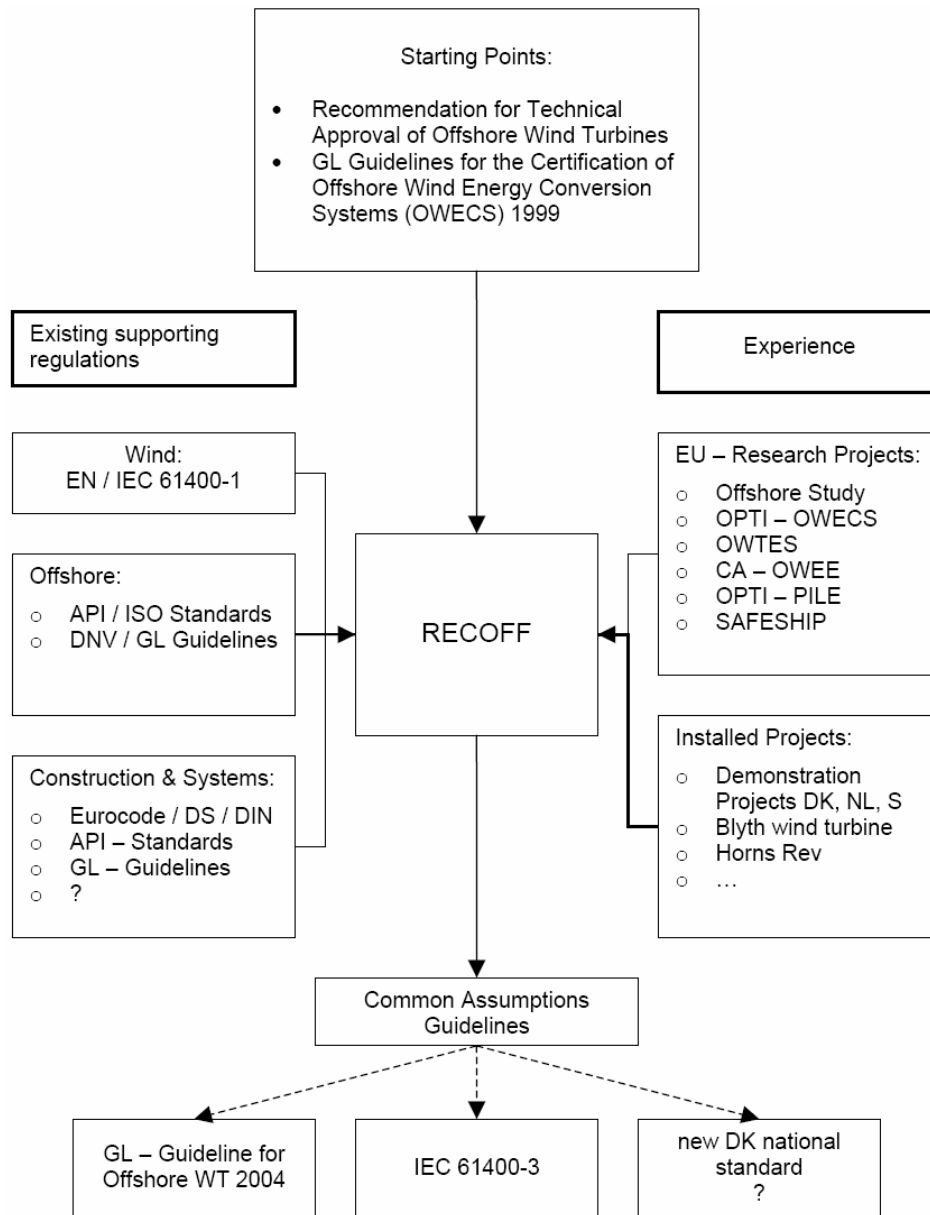 Starting Points:
• Recommendation for Technical
Approval of Offshore Wind Turbines
• GL Guidelines for the Certification of
Offshore Wind Energy Conversion
Systems (OWECS) 1999
Existing supporting
regulations
Experience
Wind:
EN / IEC 61400-1
Offshore:
o API / ISO Standards
o DNV / GL Guidelines
Construction & Systems:
o Eurocode / DS / DIN
o API – Standards
o GL – Guidelines
o ?
RECOFF
EU – Research Projects:
o Offshore Study
o OPTI – OWECS
o OWTES
o CA – OWEE
o OPTI – PILE
o SAFESHIP
Installed Projects:
o Demonstration
Projects DK, NL, S
o Blyth wind turbine
o Horns Rev
o …
Common Assumptions
Guidelines
GL – Guideline for
Offshore WT 2004
IEC 61400-3
new DK national
standard
?